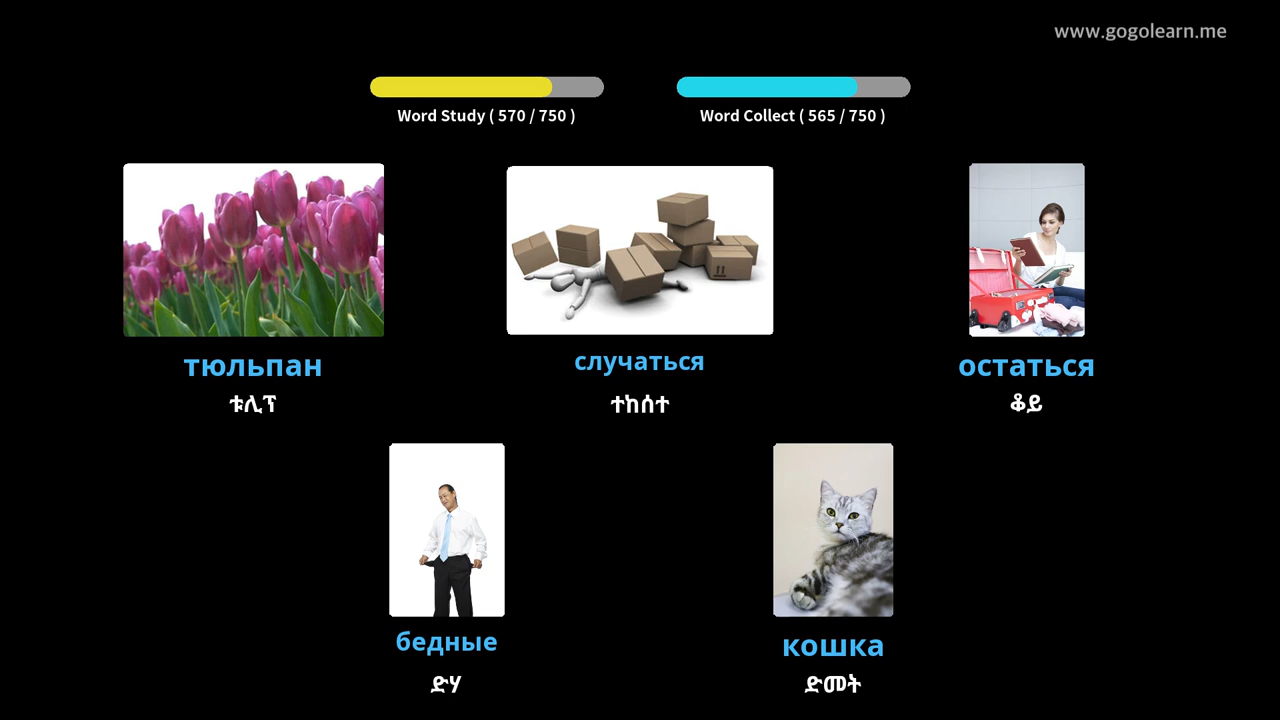 www.gogolearn.me
Word Study ( 570 / 750 )
Word Collect ( 565 / 750 )
тюльпан
случаться
остаться
ቱሊፕ
ተከሰተ
ቆይ
бедные
кошка
ድሃ
ድመት